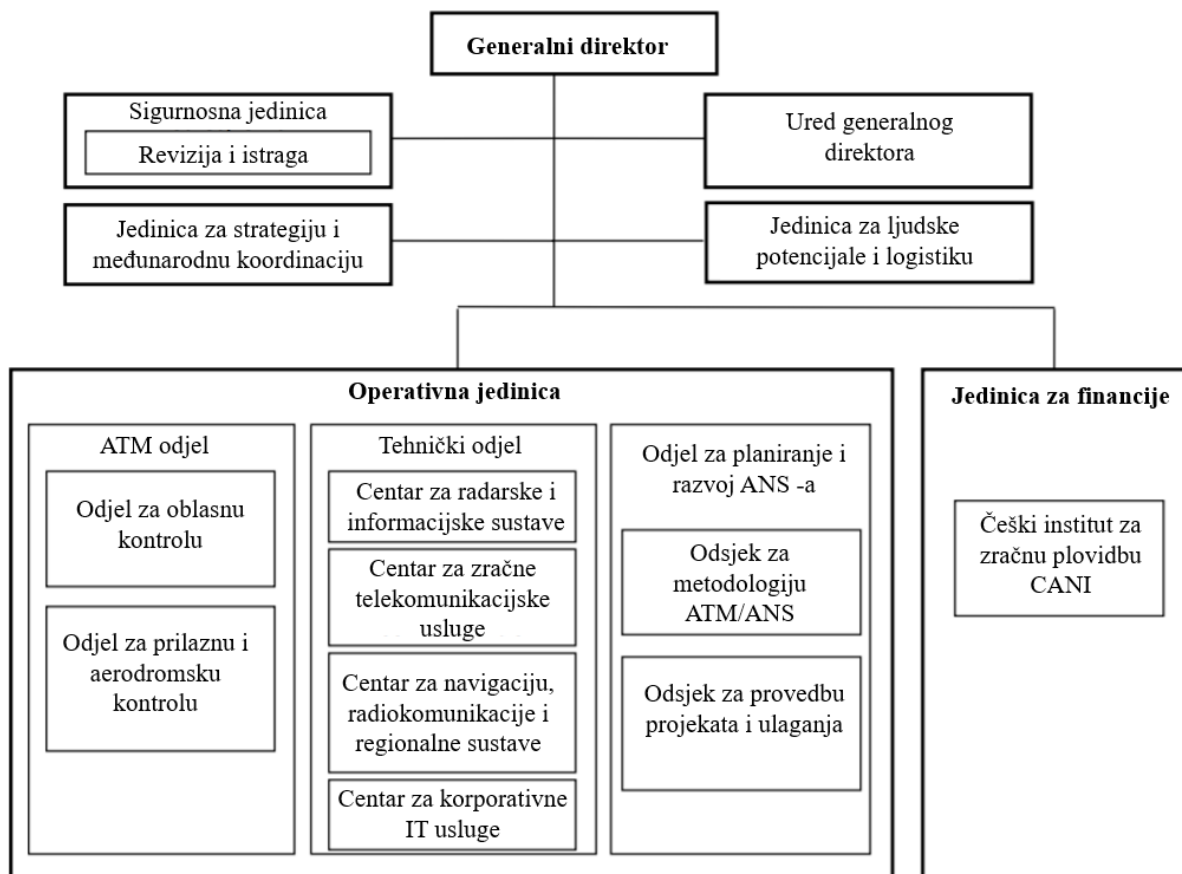 Generalni direktor
Sigurnosna jedinica
Revizija i istraga
Ured generalnog
direktora
Jedinica za strategiju i
međunarodnu koordinaciju
Jedinica za ljudske
potencijale i logistiku
Operativna jedinica
ATM odjel
Odjel za oblasnu
kontrolu
Odjel za prilaznu i
aerodromsku
kontrolu
Tehnički odjel
Centar za radarske i
informacijske sustave
Centar za zračne
telekomunikacijske
usluge
Centar za navigaciju,
radiokomunikacije i
regionalne sustave
Centar za korporativne
IT usluge
Odjel za planiranje i
razvoj ANS -a
Odsjek za
metodologiju
ATM/ANS
Odsjek za provedbu
projekata i ulaganja
Jedinica za financije
Češki institut za
zračnu plovidbu
CANI